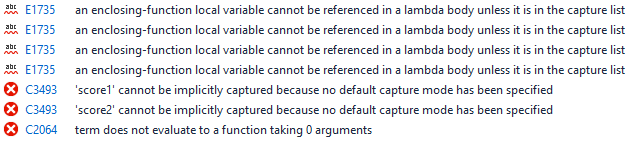 abc E1735 an enclosing-function local variable cannot be referenced in a lambda body unless it is in the capture list
abc E1735 an enclosing-function local variable cannot be referenced in a lambda body unless it is in the capture list
abc E1735 an enclosing-function local variable cannot be referenced in a lambda body unless it is in the capture list
abc E1735 an enclosing-function local variable cannot be referenced in a lambda body unless it is in the capture list
C3493 'score1' cannot be implicitly captured because no default capture mode has been specified
C3493 'score2' cannot be implicitly captured because no default capture mode has been specified
C2064 term does not evaluate to a function taking 0 arguments